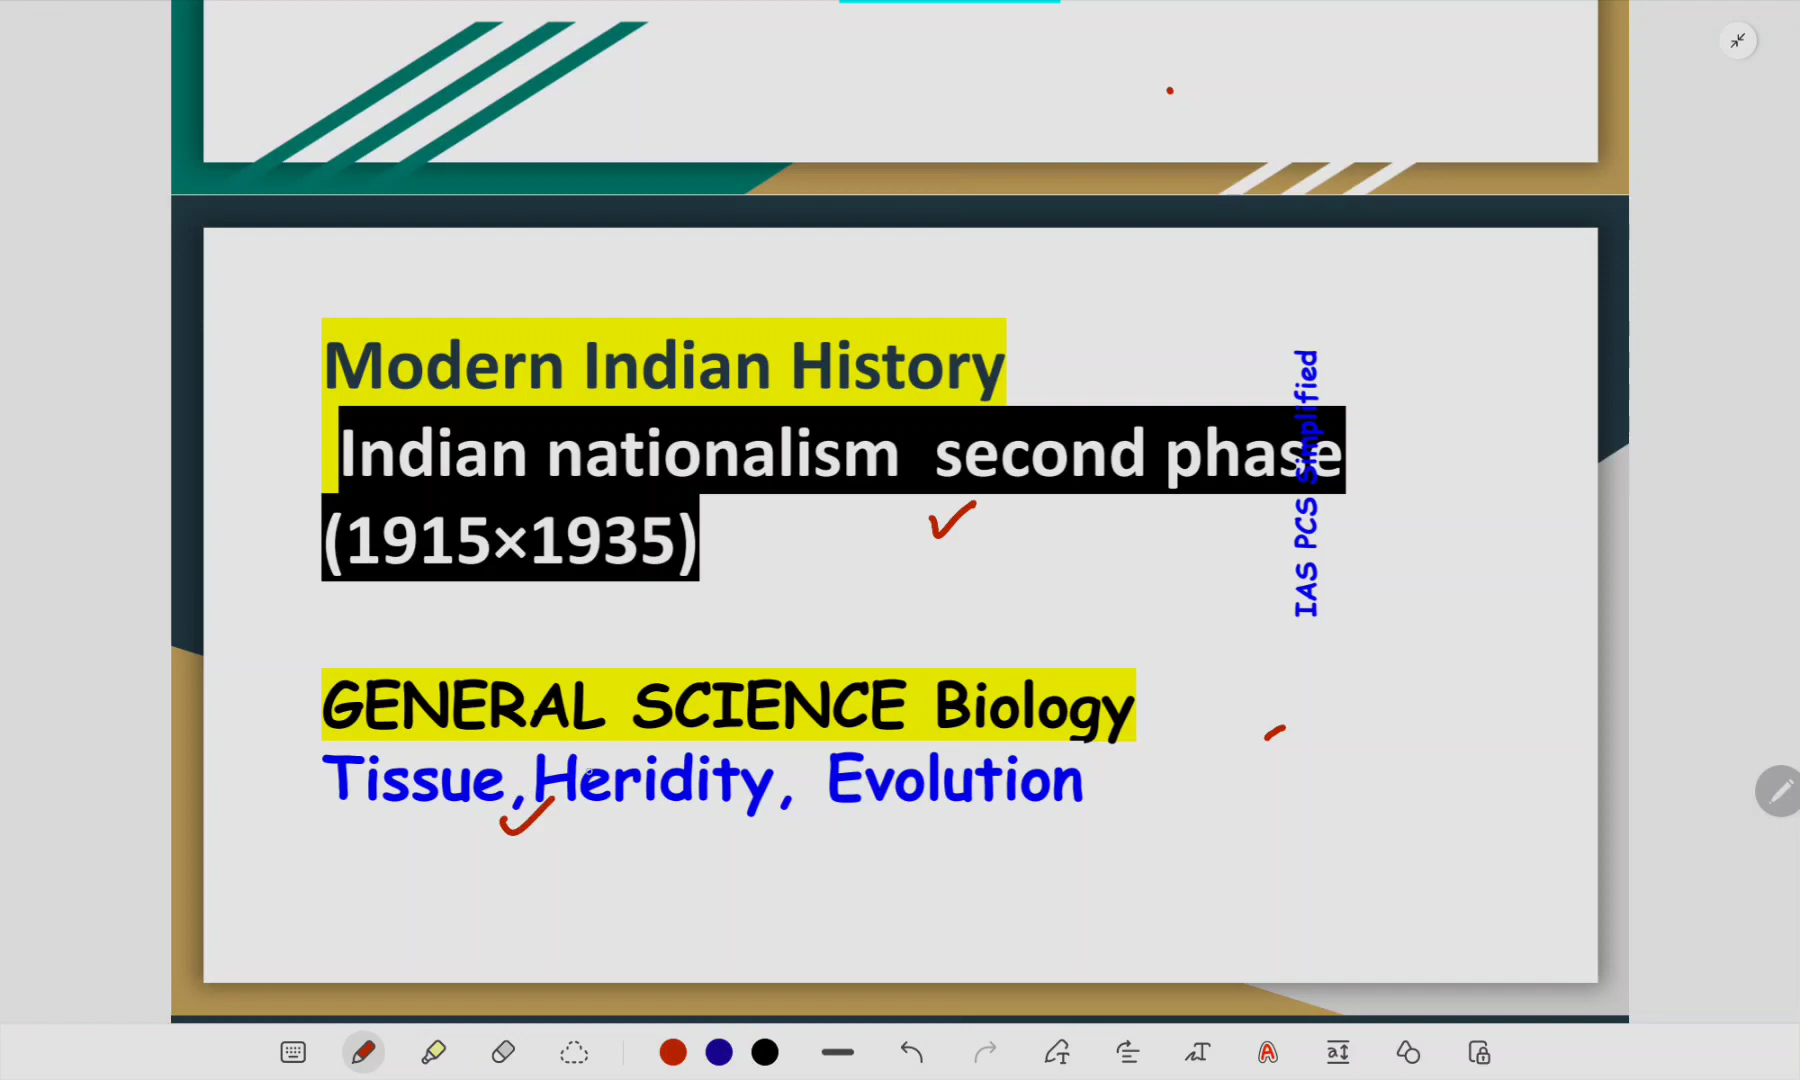 Modern Indian History
Indian nationalism  second phase
(1915×1935)
IAS PCS Simplified
GENERAL SCIENCE Biology
Tissue,Heridity, Evolution